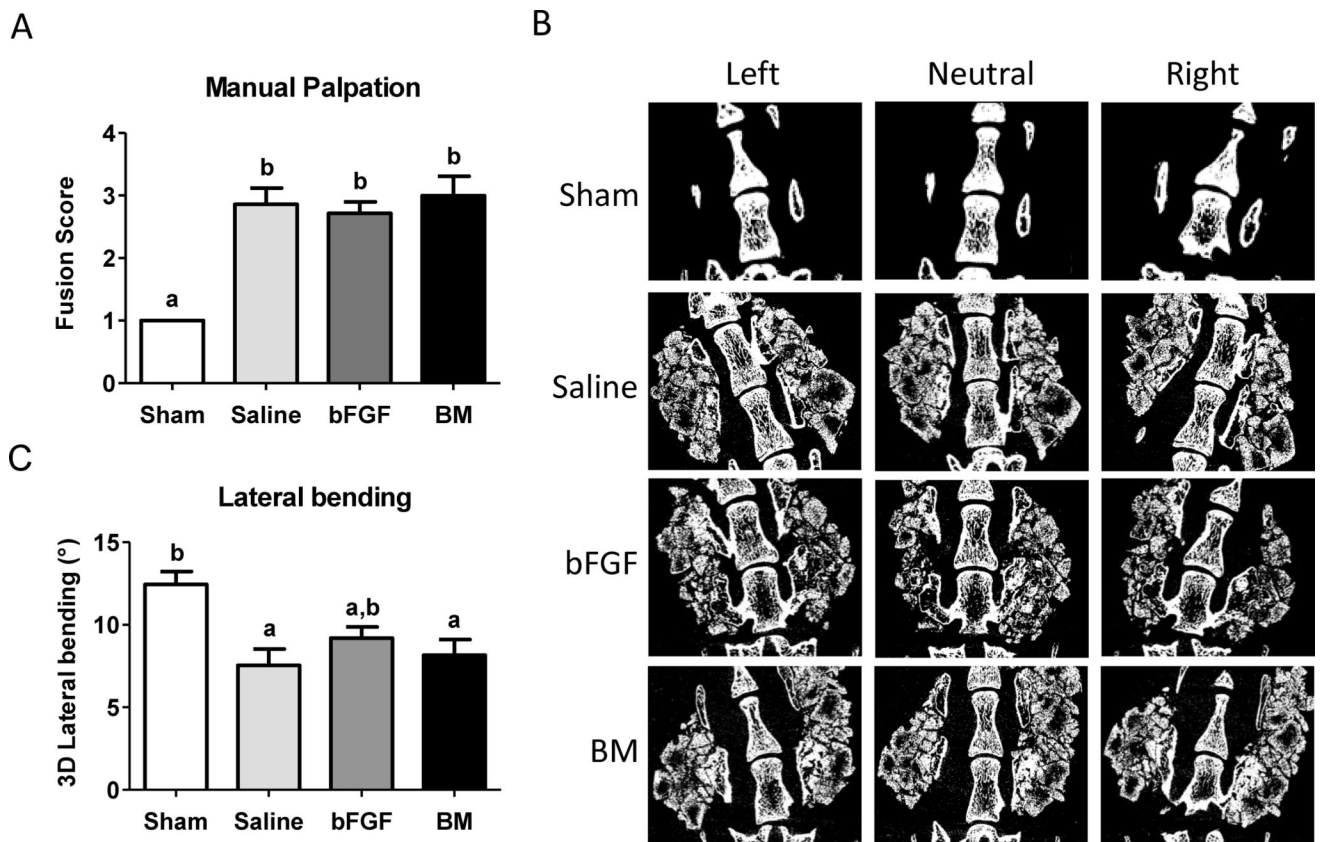 A
Manual Palpation
Fusion Score
4
3
2
1
0
a
b
b
b
Sham Saline bFGF BM
B
Left Neutral Right
Sham
Saline
bFGF
BM
C
Lateral bending
3D Lateral bending (°)
15
10
5
0
b
a
a,b
a
Sham Saline bFGF BM